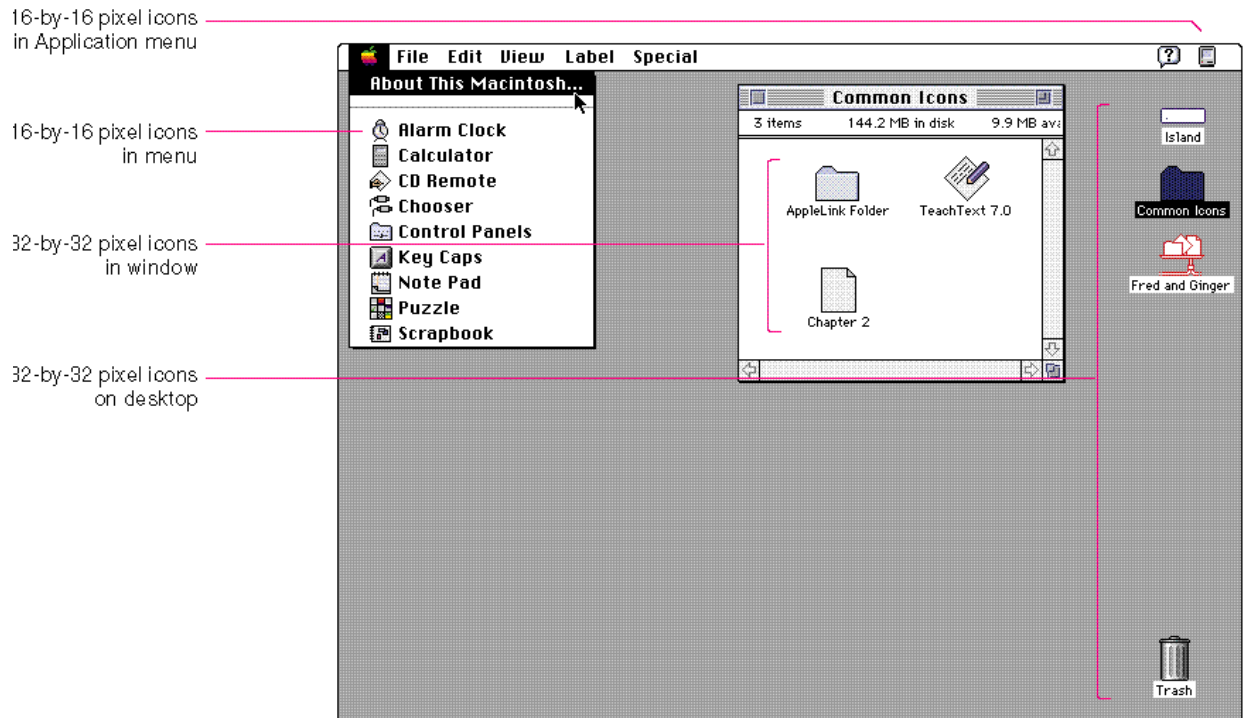 16-by-16 pixel icons
in Application menu
File Edit View Label Special
About This Macintosh...
16-by-16 pixel icons
in menu
Alarm Clock
Calculator
CD Remote
Chooser
Control Panels
Key Caps
Note Pad
Puzzle
Scrapbook
32-by-32 pixel icons
in window
Common Icons
3 items 144.2 MB in disk 9.9 MB ava
AppleLink Folder TeachText 7.0
Chapter 2
32-by-32 pixel icons
on desktop
Island
Common Icons
Fred and Ginger
Trash